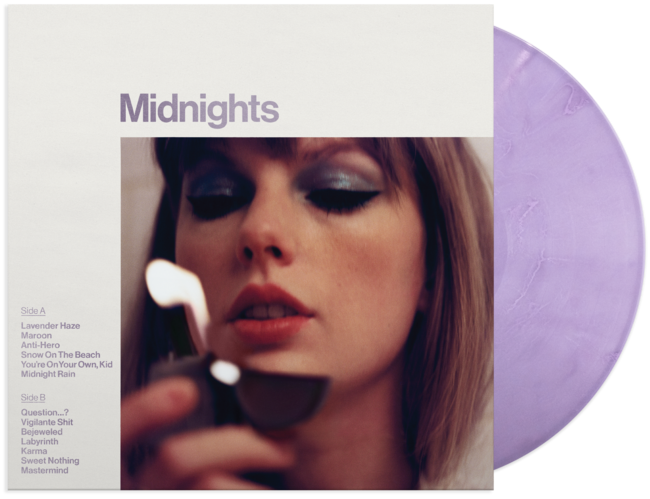 Midnights
Side A
Lavender Haze
Maroon
Anti-Hero
Snow On The Beach
You're On Your Own, Kid
Midnight Rain
Side B
Question...?
Vigilante Shit
Bejeweled
Labyrinth
Karma
Sweet Nothing
Mastermind